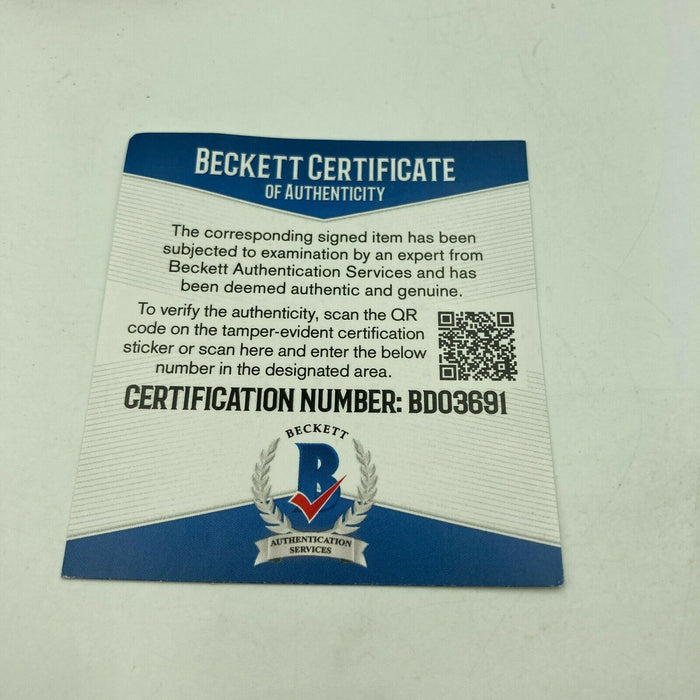 BECKETT CERTIFICATE
OF AUTHENTICITY
The corresponding signed item has been
subjected to examination by an expert from
Beckett Authentication Services and has
been deemed authentic and genuine.
To verify the authenticity, scan the QR
code on the tamper-evident certification
sticker or scan here and enter the below
number in the designated area.
CERTIFICATION NUMBER: BD03691
BECKETT
B
AUTHENTICATION
SERVICES